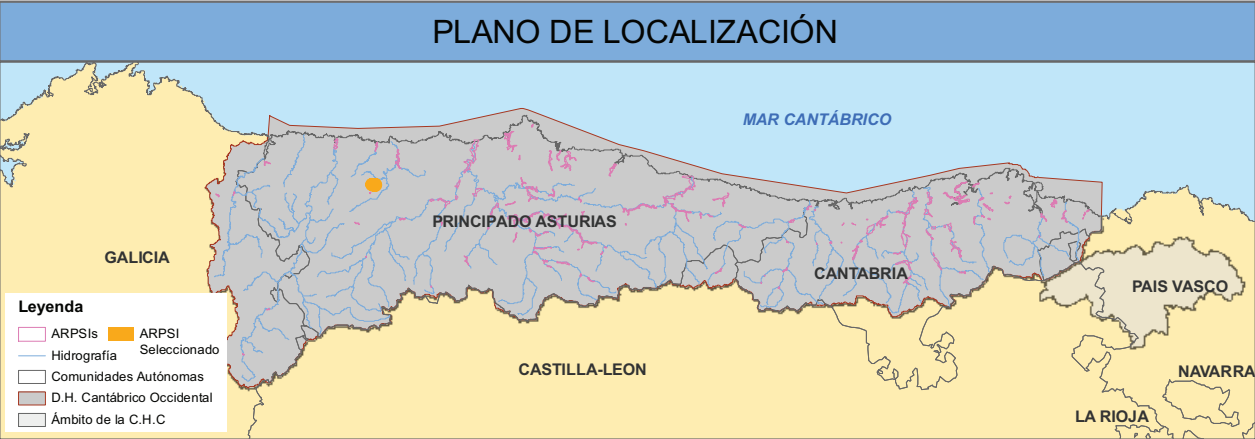 PLANO DE LOCALIZACIÓN
MAR CANTÁBRICO
PRINCIPADO ASTURIAS
GALICIA
CANTABRIA
PAIS VASCO
CASTILLA-LEON
NAVARRA
LA RIOJA
Leyenda
ARPSIs
ARPSI
Seleccionado
Hidrografía
Comunidades Autónomas
D.H. Cantábrico Occidental
Ámbito de la C.H.C